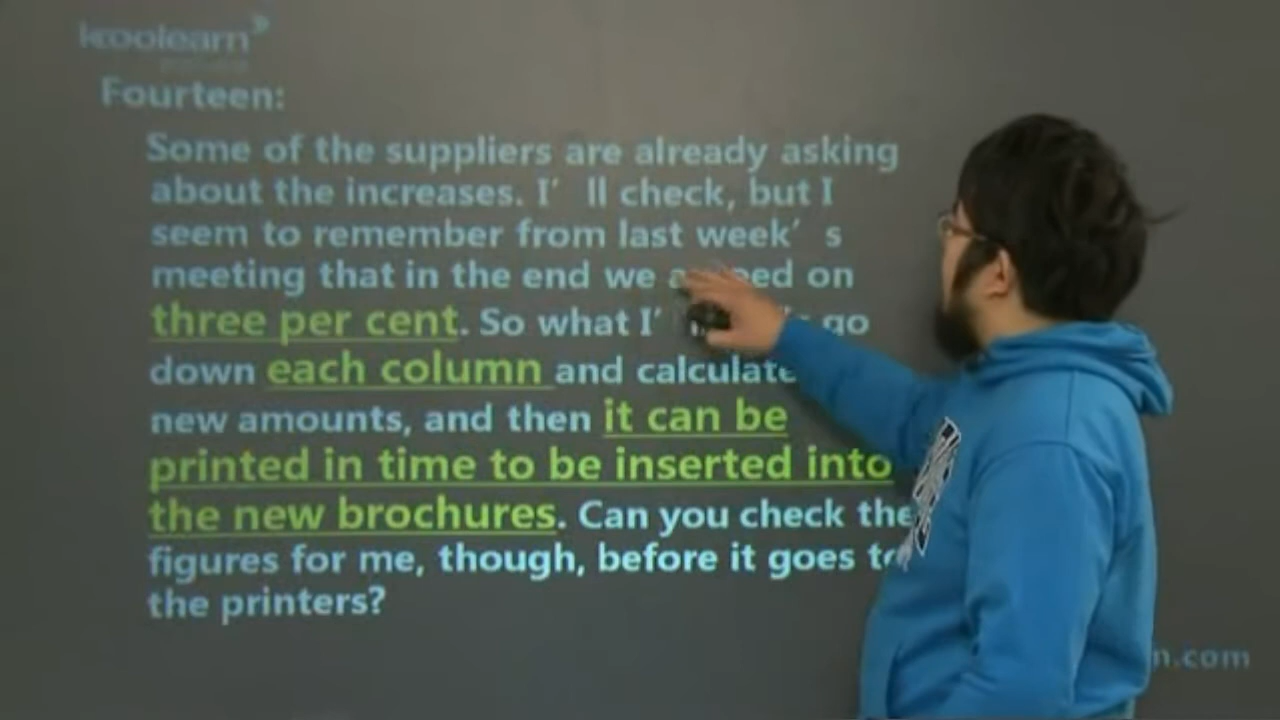 koolearn
Fourteen:
Some of the suppliers are already asking
about the increases. I' ll check, but I
seem to remember from last week' s
meeting that in the end we on
three per cent. So what I' go
down each column and calculate
new amounts, and then it can be
printed in time to be inserted into
the new brochures. Can you check the
figures for me, though, before it goes
the printers?
n.com